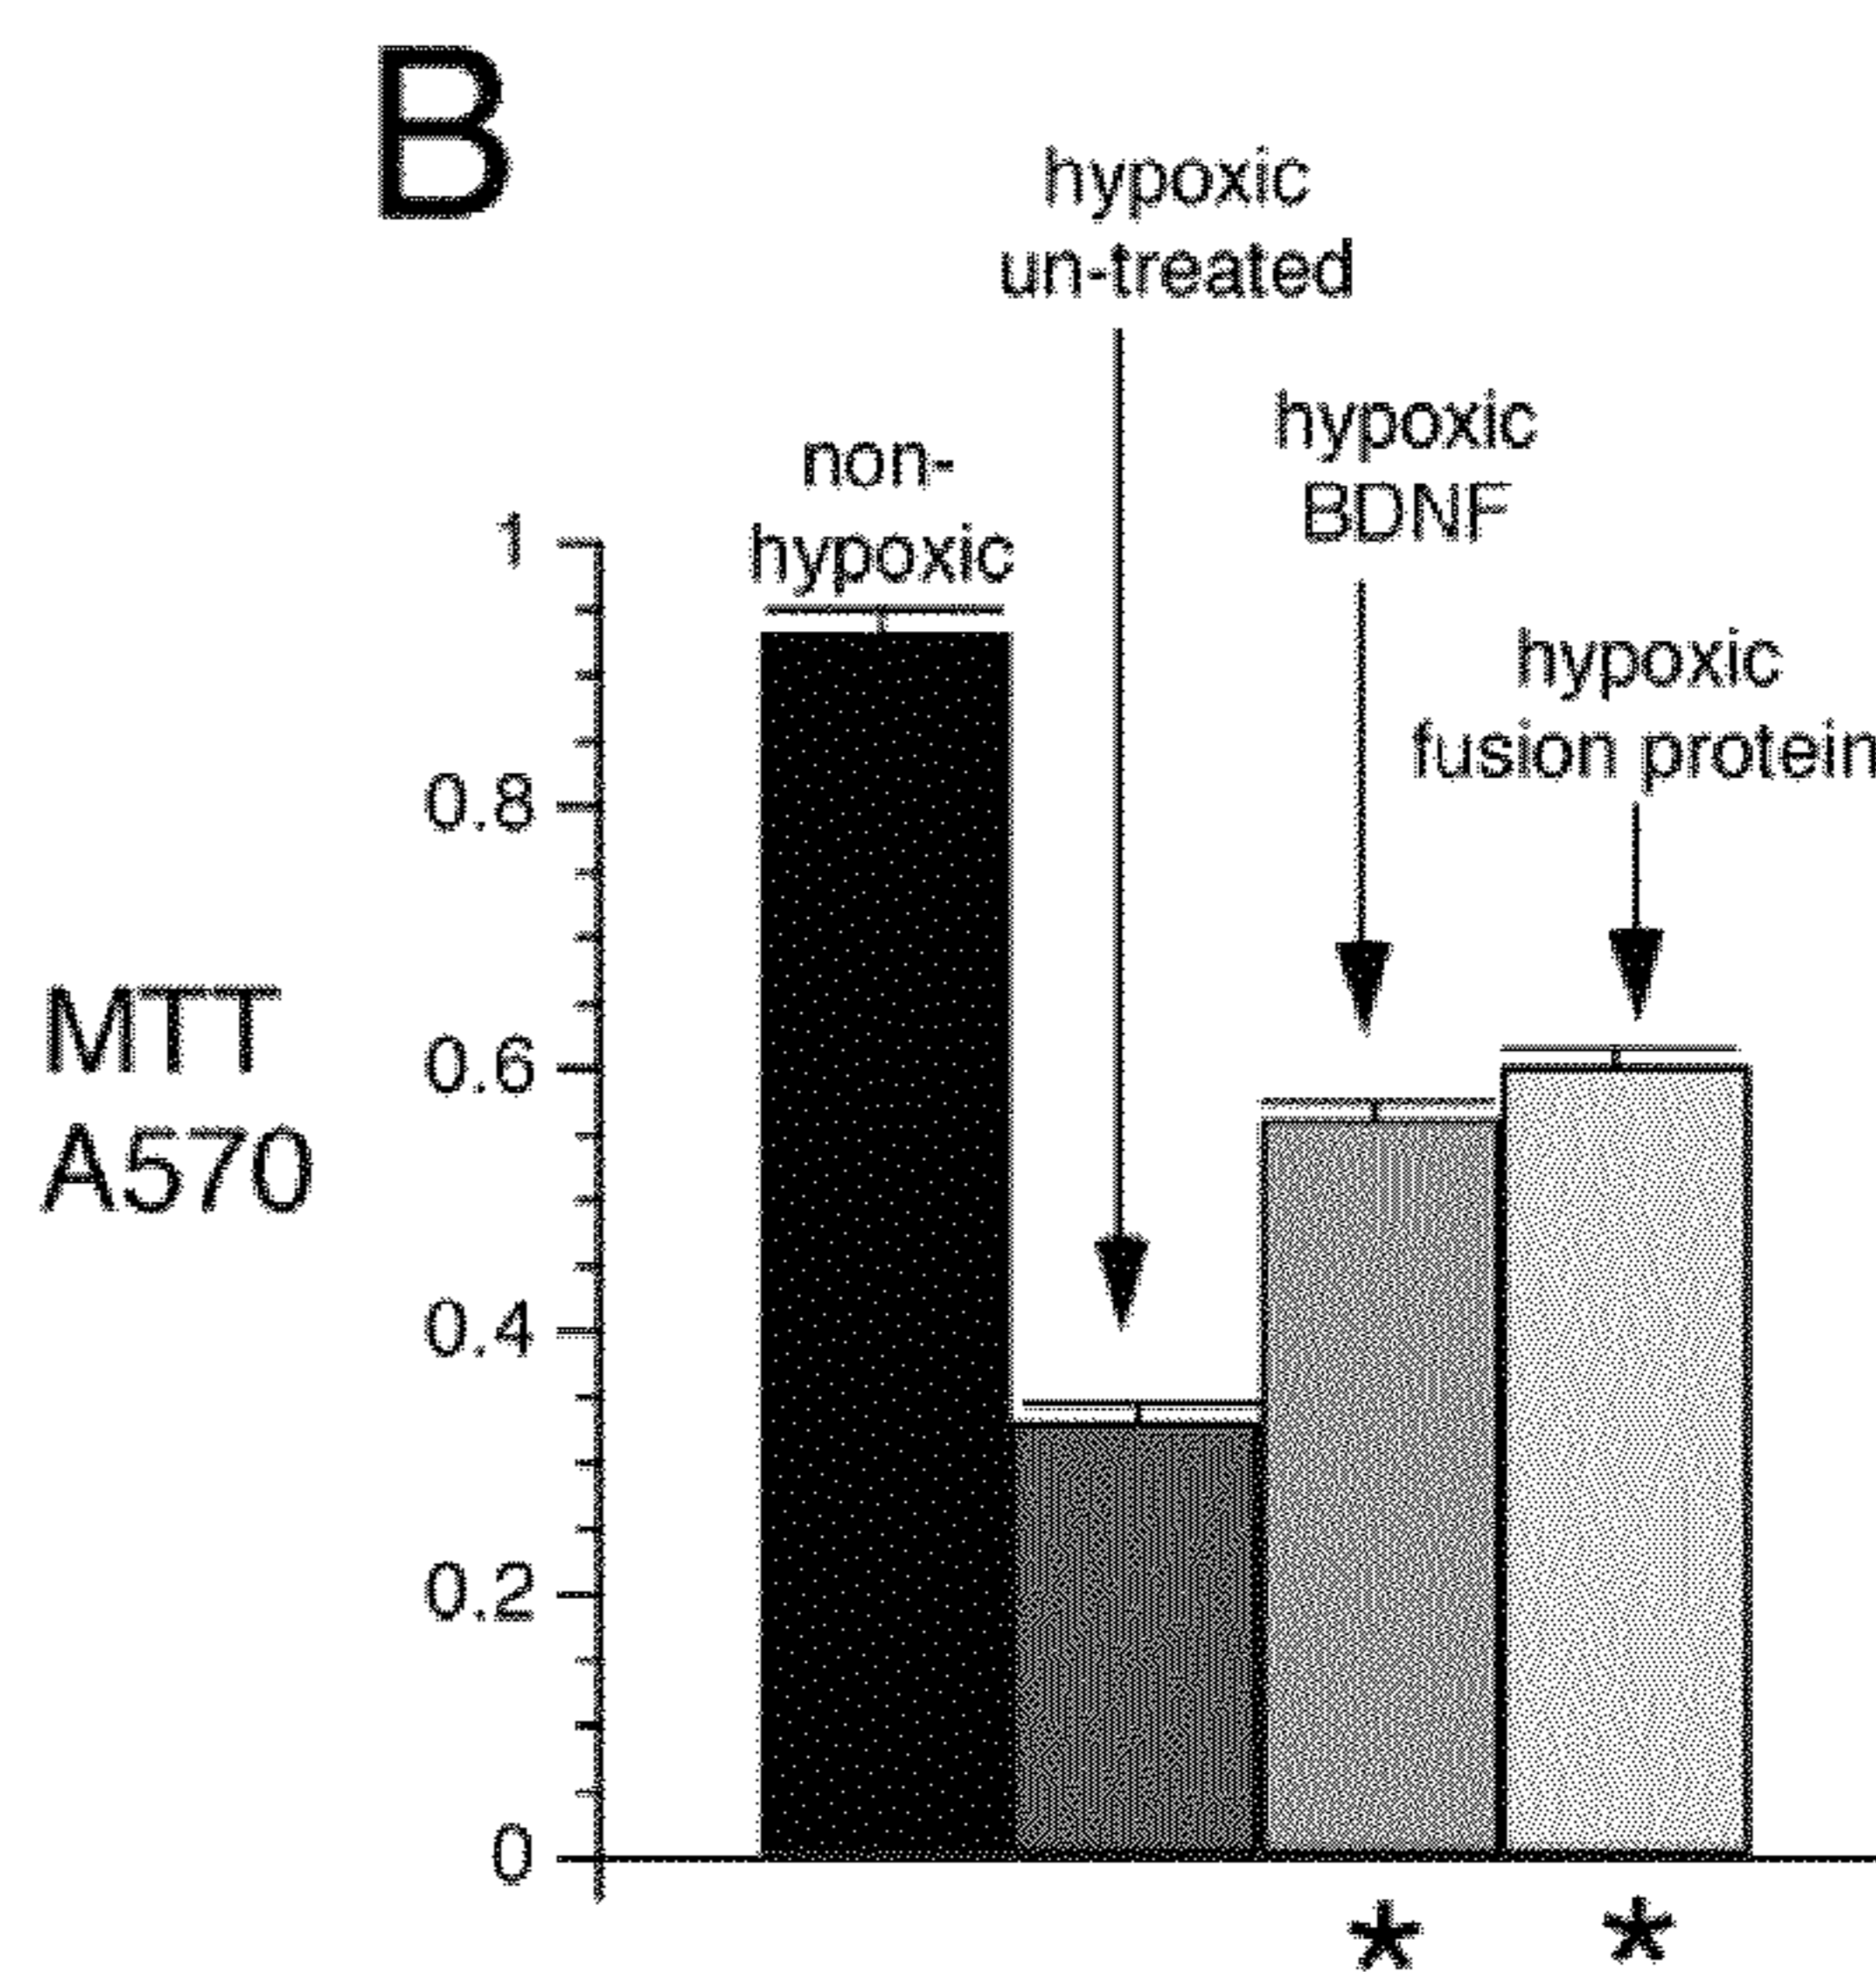 B
hypoxic
un-treated
hypoxic
BDNF
non-
hypoxic
hypoxic
fusion protein
MTT
A570
1
0.8
0.6
0.4
0.2
0
* *